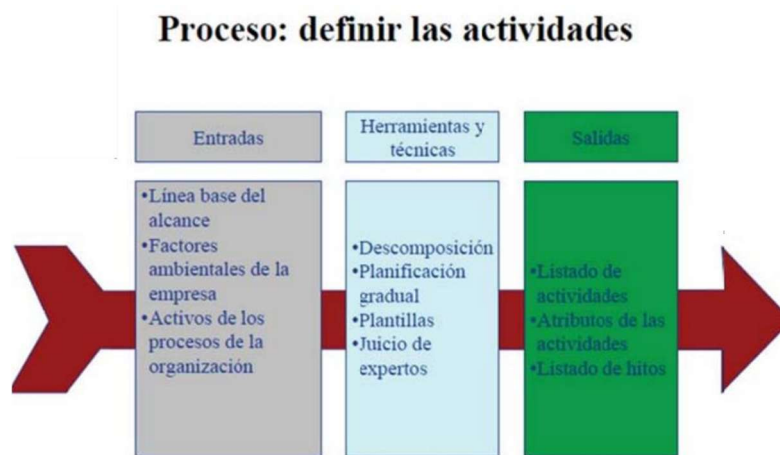 Proceso: definir las actividades
Entradas
Herramientas y
técnicas
Salidas
•Línea base del
alcance
•Factores
ambientales de la
empresa
•Activos de los
procesos de la
organización
•Descomposición
•Planificación
gradual
•Plantillas
•Juicio de
expertos
•Listado de
actividades
•Atributos de las
actividades
•Listado de hitos